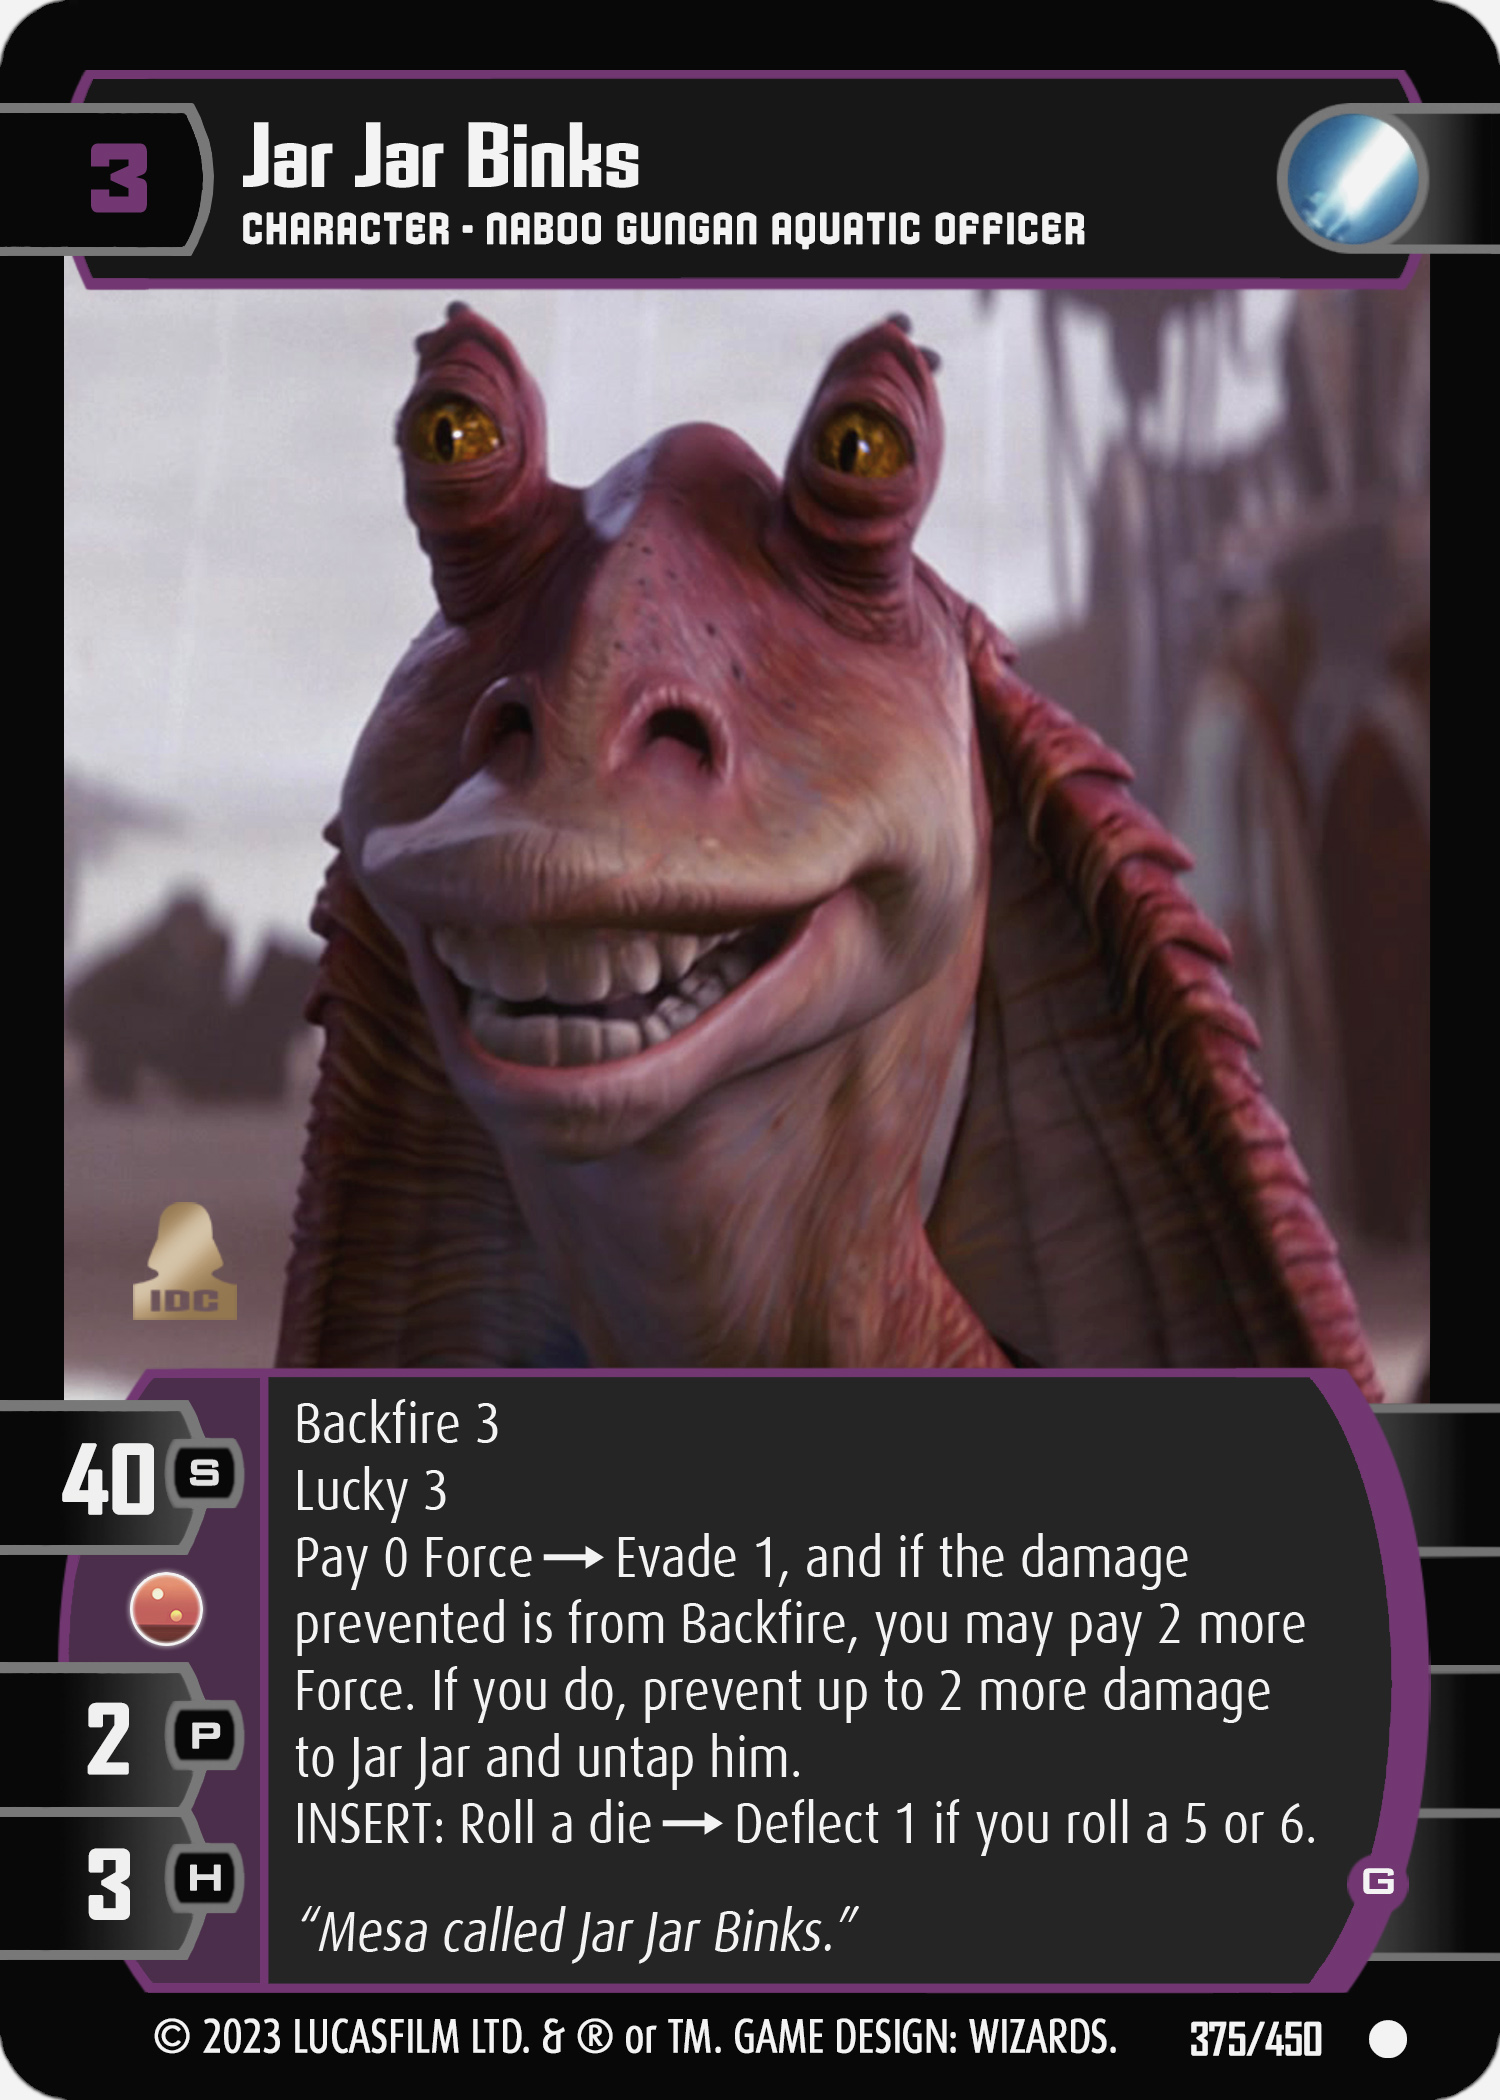 3
Jar Jar Binks
CHARACTER - NABOO GUNGAN AQUATIC OFFICER
IDC
40 S
2 P
3 H
Backfire 3
Lucky 3
Pay 0 Force → Evade 1, and if the damage
prevented is from Backfire, you may pay 2 more
Force. If you do, prevent up to 2 more damage
to Jar Jar and untap him.
INSERT: Roll a die → Deflect 1 if you roll a 5 or 6.
G
“Mesa called Jar Jar Binks.”
© 2023 LUCASFILM LTD. & ® or TM. GAME DESIGN: WIZARDS. 375/450